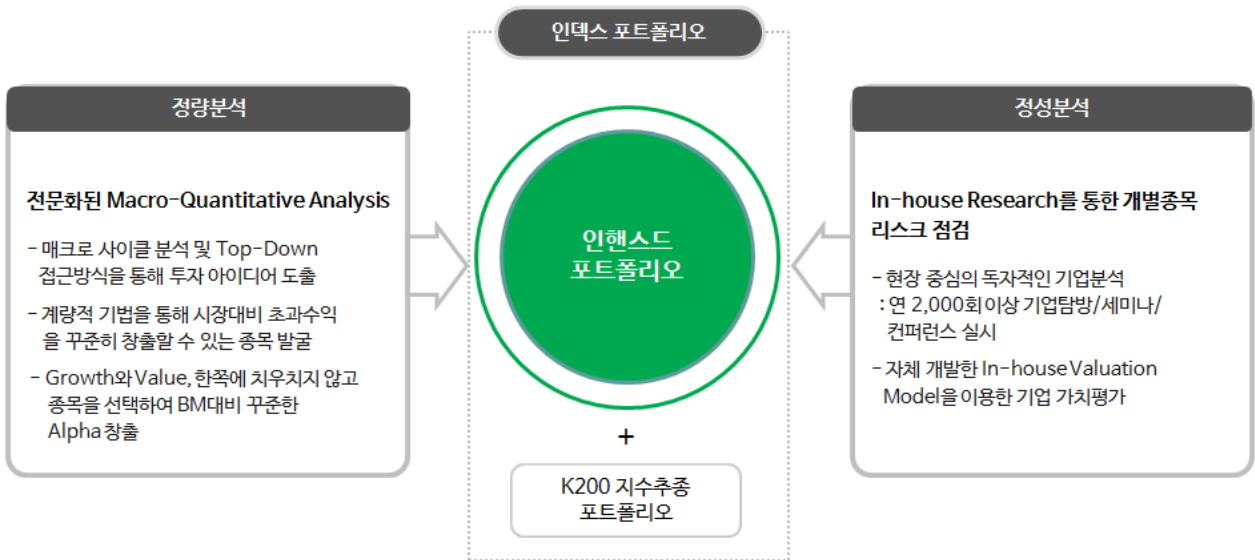 인덱스 포트폴리오
정량분석
전문화된 Macro-Quantitative Analysis
- 매크로 사이클 분석 및 Top-Down
접근방식을 통해 투자 아이디어 도출
- 계량적 기법을 통해 시장대비 초과수익
을 꾸준히 창출할 수 있는 종목 발굴
- Growth와 Value, 한쪽에 치우치지 않고
종목을 선택하여 BM대비 꾸준한
Alpha 창출
인핸스드
포트폴리오
+
K200 지수추종
포트폴리오
정성분석
In-house Research를 통한 개별종목
리스크 점검
- 현장 중심의 독자적인 기업분석
: 연 2,000회 이상 기업탐방/세미나/
컨퍼런스 실시
- 자체 개발한 In-house Valuation
Model을 이용한 기업 가치평가